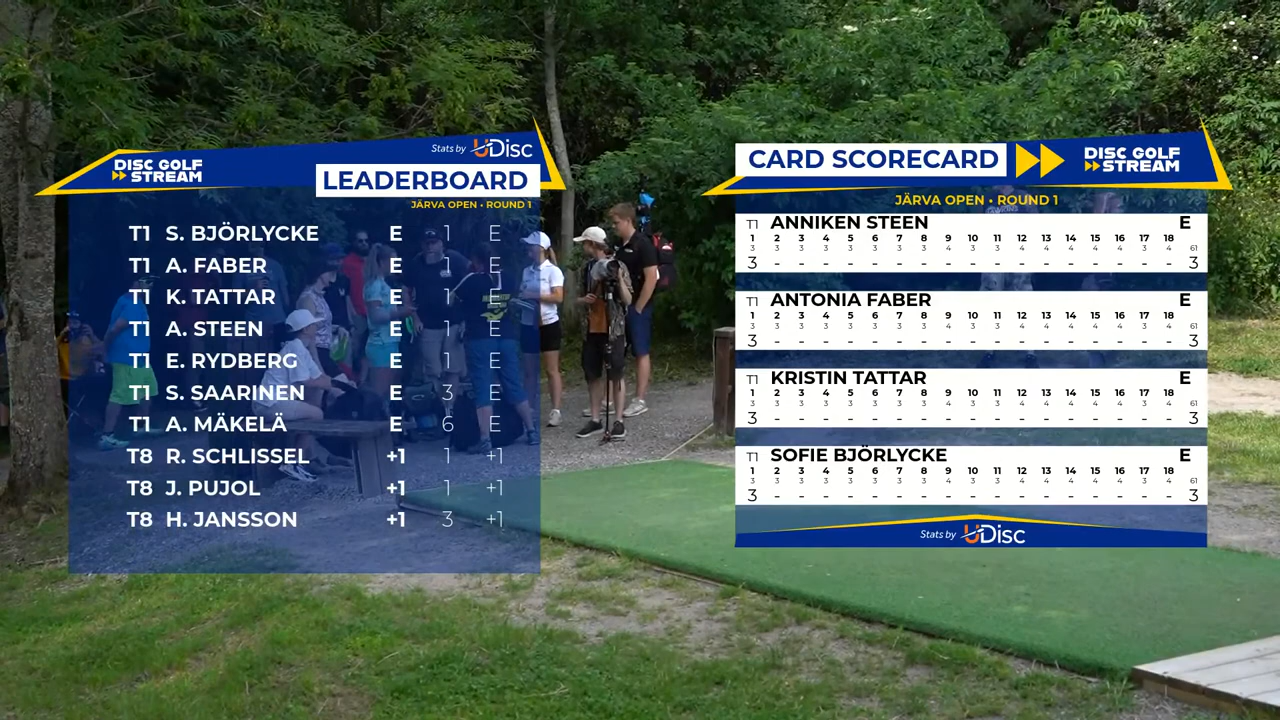 DISC GOLF
STREAM
Stats by UDisc
LEADERBOARD
JÄRVA OPEN • ROUND 1
T1 S. BJÖRLYCKE E 1 E
T1 A. FABER E 1 E
T1 K. TATTAR E 1 E
T1 A. STEEN E 1 E
T1 E. RYDBERG E 1 E
T1 S. SAARINEN E 3 E
T1 A. MÄKELÄ E 6 E
T8 R. SCHLISSEL +1 1 +1
T8 J. PUJOL +1 1 +1
T8 H. JANSSON +1 3 +1
CARD SCORECARD
DISC GOLF
STREAM
JÄRVA OPEN • ROUND 1
T1 ANNIKEN STEEN E
1 2 3 4 5 6 7 8 9 10 11 12 13 14 15 16 17 18
3 3 3 3 3 3 3 3 4 3 3 4 4 4 4 4 3 4 61
3 - - - - - - - - - - - - - - - - - 3
T1 ANTONIA FABER E
1 2 3 4 5 6 7 8 9 10 11 12 13 14 15 16 17 18
3 3 3 3 3 3 3 3 4 3 3 4 4 4 4 4 3 4 61
3 - - - - - - - - - - - - - - - - - 3
T1 KRISTIN TATTAR E
1 2 3 4 5 6 7 8 9 10 11 12 13 14 15 16 17 18
3 3 3 3 3 3 3 3 4 3 3 4 4 4 4 4 3 4 61
3 - - - - - - - - - - - - - - - - - 3
T1 SOFIE BJÖRLYCKE E
1 2 3 4 5 6 7 8 9 10 11 12 13 14 15 16 17 18
3 3 3 3 3 3 3 3 4 3 3 4 4 4 4 4 3 4 61
3 - - - - - - - - - - - - - - - - - 3
Stats by UDisc